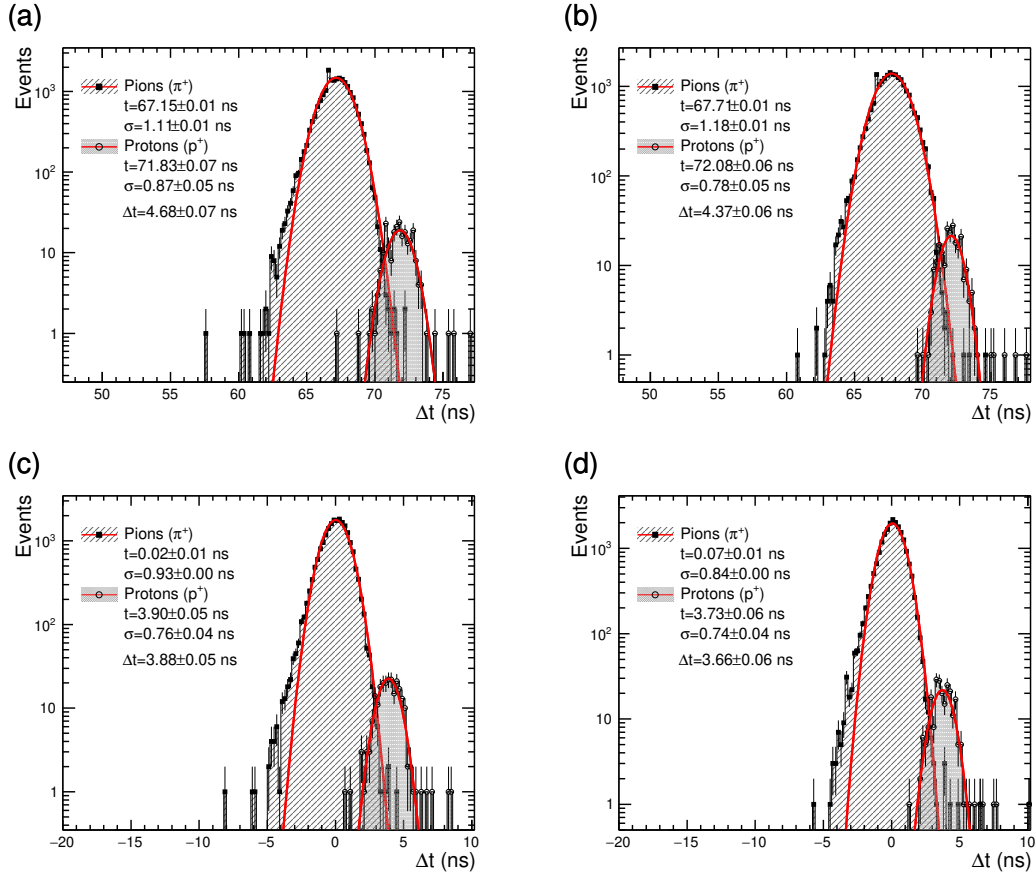 (a)
Events
10³
10²
10
1
Pions (π⁺)
t=67.15±0.01 ns
σ=1.11±0.01 ns
Protons (p⁺)
t=71.83±0.07 ns
σ=0.87±0.05 ns
Δt=4.68±0.07 ns
50 55 60 65 70 75
Δt (ns)
(b)
Events
10³
10²
10
1
Pions (π⁺)
t=67.71±0.01 ns
σ=1.18±0.01 ns
Protons (p⁺)
t=72.08±0.06 ns
σ=0.78±0.05 ns
Δt=4.37±0.06 ns
50 55 60 65 70 75
Δt (ns)
(c)
Events
10³
10²
10
1
Pions (π⁺)
t=0.02±0.01 ns
σ=0.93±0.00 ns
Protons (p⁺)
t=3.90±0.05 ns
σ=0.76±0.04 ns
Δt=3.88±0.05 ns
−20 −15 −10 −5 0 5 10
Δt (ns)
(d)
Events
10³
10²
10
1
Pions (π⁺)
t=0.07±0.01 ns
σ=0.84±0.00 ns
Protons (p⁺)
t=3.73±0.06 ns
σ=0.74±0.04 ns
Δt=3.66±0.06 ns
−20 −15 −10 −5 0 5 10
Δt (ns)